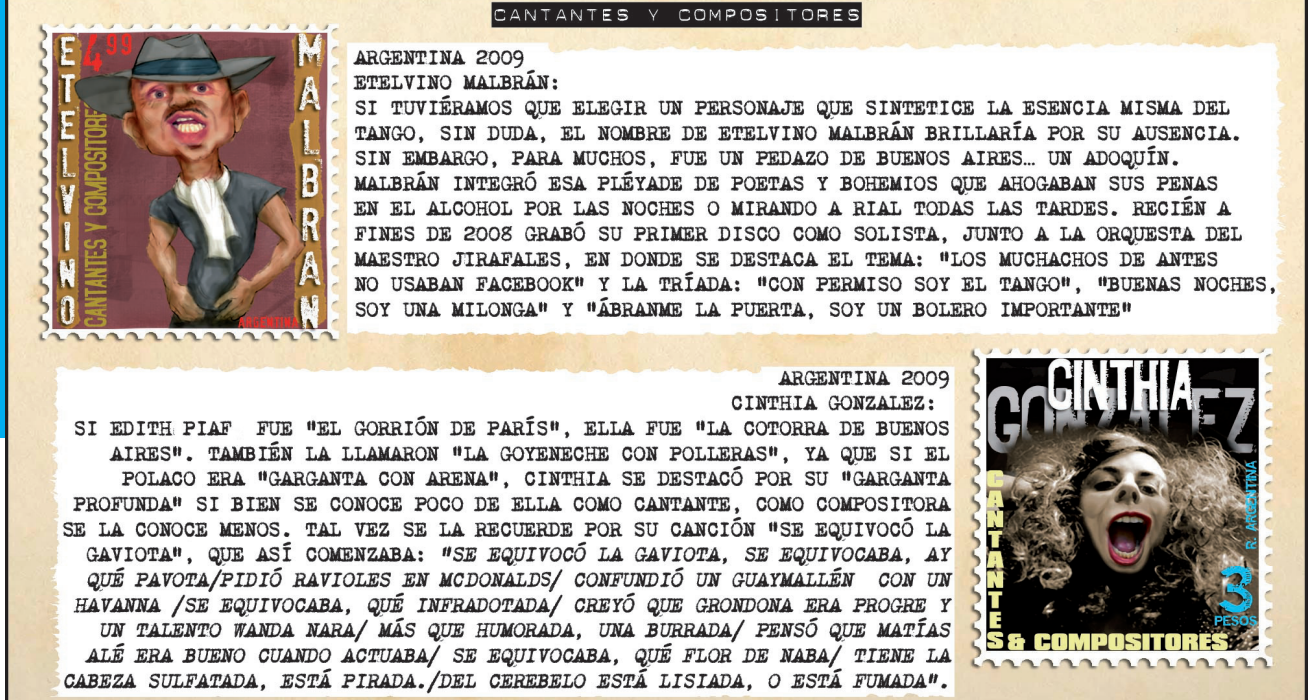 CANTANTES Y COMPOSITORES
ETELVINO
4.99
MALBRAN
CANTANTES Y COMPOSITORE
ARGENTINA
ARGENTINA 2009
ETELVINO MALBRÁN:
SI TUVIÉRAMOS QUE ELEGIR UN PERSONAJE QUE SINTETICE LA ESENCIA MISMA DEL
TANGO, SIN DUDA, EL NOMBRE DE ETELVINO MALBRÁN BRILLARÍA POR SU AUSENCIA.
SIN EMBARGO, PARA MUCHOS, FUE UN PEDAZO DE BUENOS AIRES… UN ADOQUÍN.
MALBRÁN INTEGRÓ ESA PLÉYADE DE POETAS Y BOHEMIOS QUE AHOGABAN SUS PENAS
EN EL ALCOHOL POR LAS NOCHES O MIRANDO A RIAL TODAS LAS TARDES. RECIÉN A
FINES DE 2008 GRABÓ SU PRIMER DISCO COMO SOLISTA, JUNTO A LA ORQUESTA DEL
MAESTRO JIRAFALES, EN DONDE SE DESTACA EL TEMA: "LOS MUCHACHOS DE ANTES
NO USABAN FACEBOOK" Y LA TRÍADA: "CON PERMISO SOY EL TANGO", "BUENAS NOCHES,
SOY UNA MILONGA" Y "ÁBRANME LA PUERTA, SOY UN BOLERO IMPORTANTE"
ARGENTINA 2009
CINTHIA GONZALEZ:
SI EDITH PIAF FUE "EL GORRIÓN DE PARÍS", ELLA FUE "LA COTORRA DE BUENOS
AIRES". TAMBIÉN LA LLAMARON "LA GOYENECHE CON POLLERAS", YA QUE SI EL
POLACO ERA "GARGANTA CON ARENA", CINTHIA SE DESTACÓ POR SU "GARGANTA
PROFUNDA" SI BIEN SE CONOCE POCO DE ELLA COMO CANTANTE, COMO COMPOSITORA
SE LA CONOCE MENOS. TAL VEZ SE LA RECUERDE POR SU CANCIÓN "SE EQUIVOCÓ LA
GAVIOTA", QUE ASÍ COMENZABA: "SE EQUIVOCÓ LA GAVIOTA, SE EQUIVOCABA, AY
QUÉ PAVOTA/PIDIÓ RAVIOLES EN MCDONALDS/ CONFUNDIÓ UN GUAYMALLÉN CON UN
HAVANNA /SE EQUIVOCABA, QUÉ INFRADOTADA/ CREYÓ QUE GRONDONA ERA PROGRE Y
UN TALENTO WANDA NARA/ MÁS QUE HUMORADA, UNA BURRADA/ PENSÓ QUE MATÍAS
ALÉ ERA BUENO CUANDO ACTUABA/ SE EQUIVOCABA, QUÉ FLOR DE NABA/ TIENE LA
CABEZA SULFATADA, ESTÁ PIRADA./DEL CEREBELO ESTÁ LISIADA, O ESTÁ FUMADA".
CINTHIA
GONZALEZ
CANTANTES
& COMPOSITORES
R. ARGENTINA
3
PESOS